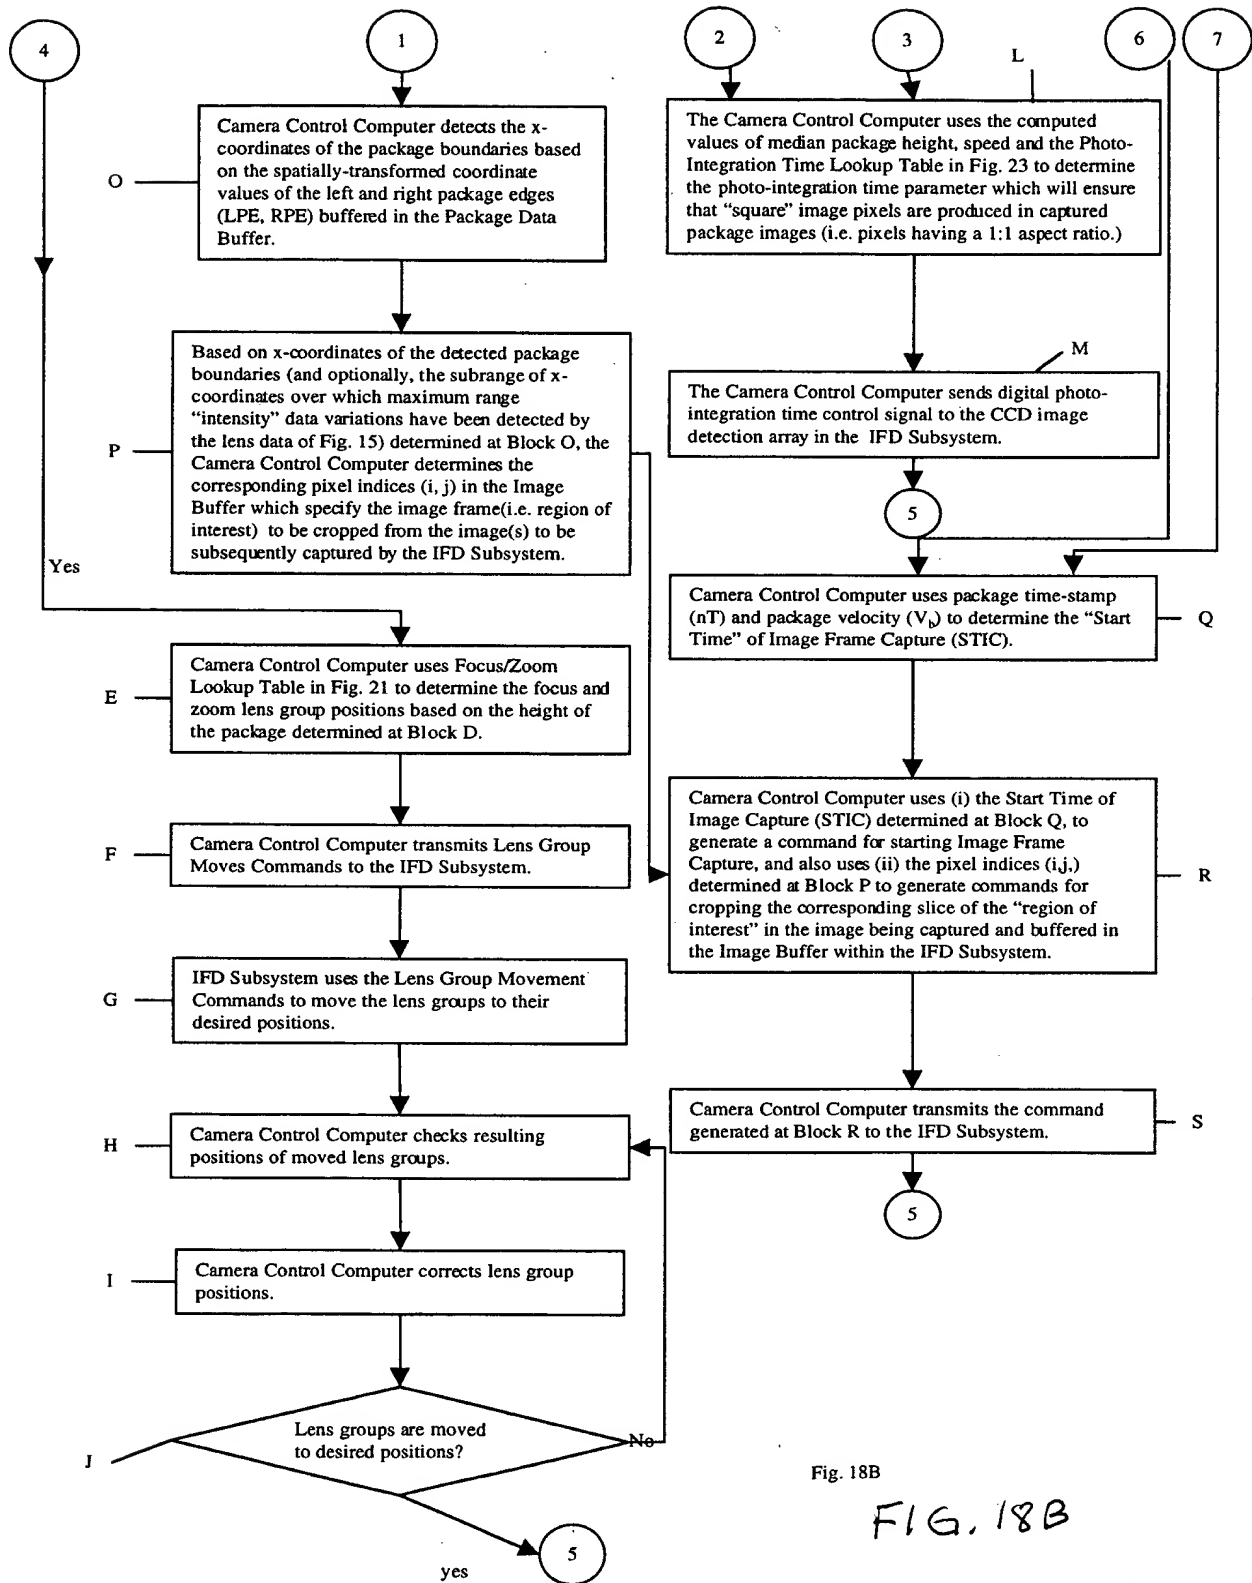 4
1
2
3
6
7
L
Camera Control Computer detects the x-
coordinates of the package boundaries based
on the spatially-transformed coordinate
values of the left and right package edges
(LPE, RPE) buffered in the Package Data
Buffer.
O
Based on x-coordinates of the detected package
boundaries (and optionally, the subrange of x-
coordinates over which maximum range
“intensity” data variations have been detected by
the lens data of Fig. 15) determined at Block O, the
Camera Control Computer determines the
corresponding pixel indices (i, j) in the Image
Buffer which specify the image frame(i.e. region of
interest) to be cropped from the image(s) to be
subsequently captured by the IFD Subsystem.
P
Yes
Camera Control Computer uses Focus/Zoom
Lookup Table in Fig. 21 to determine the focus and
zoom lens group positions based on the height of
the package determined at Block D.
E
Camera Control Computer transmits Lens Group
Moves Commands to the IFD Subsystem.
F
IFD Subsystem uses the Lens Group Movement
Commands to move the lens groups to their
desired positions.
G
Camera Control Computer checks resulting
positions of moved lens groups.
H
Camera Control Computer corrects lens group
positions.
I
Lens groups are moved
to desired positions?
No
J
yes
5
The Camera Control Computer uses the computed
values of median package height, speed and the Photo-
Integration Time Lookup Table in Fig. 23 to determine
the photo-integration time parameter which will ensure
that “square” image pixels are produced in captured
package images (i.e. pixels having a 1:1 aspect ratio.)
M
The Camera Control Computer sends digital photo-
integration time control signal to the CCD image
detection array in the IFD Subsystem.
5
Camera Control Computer uses package time-stamp
(nT) and package velocity (Vb) to determine the “Start
Time” of Image Frame Capture (STIC).
Q
Camera Control Computer uses (i) the Start Time of
Image Capture (STIC) determined at Block Q, to
generate a command for starting Image Frame
Capture, and also uses (ii) the pixel indices (i,j,)
determined at Block P to generate commands for
cropping the corresponding slice of the “region of
interest” in the image being captured and buffered in
the Image Buffer within the IFD Subsystem.
R
Camera Control Computer transmits the command
generated at Block R to the IFD Subsystem.
S
5
Fig. 18B
FIG. 18B